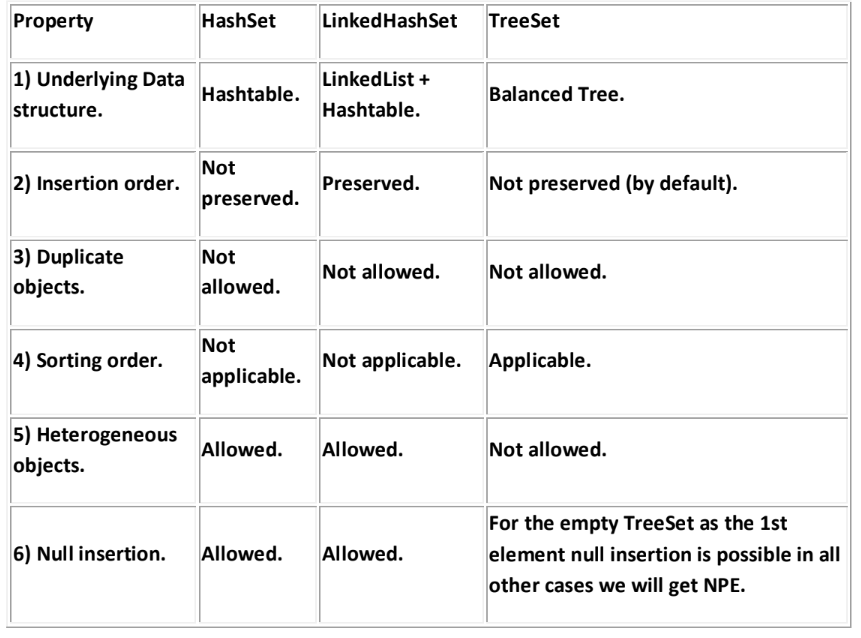 Property HashSet LinkedHashSet TreeSet
1) Underlying Data
structure.
Hashtable.
LinkedList +
Hashtable.
Balanced Tree.
2) Insertion order.
Not
preserved.
Preserved.
Not preserved (by default).
3) Duplicate
objects.
Not
allowed.
Not allowed.
Not allowed.
4) Sorting order.
Not
applicable.
Not applicable.
Applicable.
5) Heterogeneous
objects.
Allowed.
Allowed.
Not allowed.
6) Null insertion.
Allowed.
Allowed.
For the empty TreeSet as the 1st
element null insertion is possible in all
other cases we will get NPE.